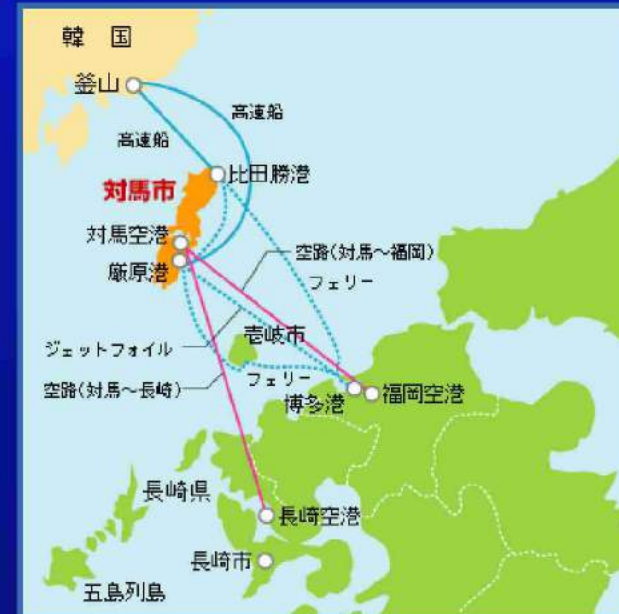 韓国
釜山
高速船
高速船
比田勝港
対馬市
対馬空港
厳原港
空路(対馬～福岡)
フェリー
ジェットフォイル
壱岐市
空路(対馬～長崎)
フェリー
博多港
福岡空港
長崎県
長崎空港
長崎市
五島列島